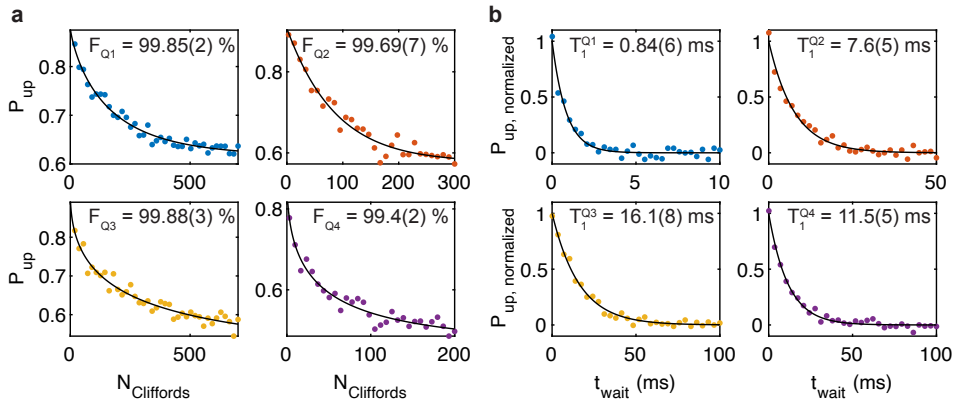 a
b
F_Q1 = 99.85(2) %
F_Q2 = 99.69(7) %
T_1^Q1 = 0.84(6) ms
T_1^Q2 = 7.6(5) ms
P_up
0.8
0.7
0.6
0
500
0.8
0.6
0
100
200
300
P_up, normalized
1
0.5
0
0
5
10
1
0.5
0
0
50
F_Q3 = 99.88(3) %
F_Q4 = 99.4(2) %
T_1^Q3 = 16.1(8) ms
T_1^Q4 = 11.5(5) ms
P_up
0.8
0.7
0.6
0
500
N_Cliffords
0.8
0.6
0
100
200
N_Cliffords
P_up, normalized
1
0.5
0
0
50
100
t_wait (ms)
1
0.5
0
0
50
100
t_wait (ms)